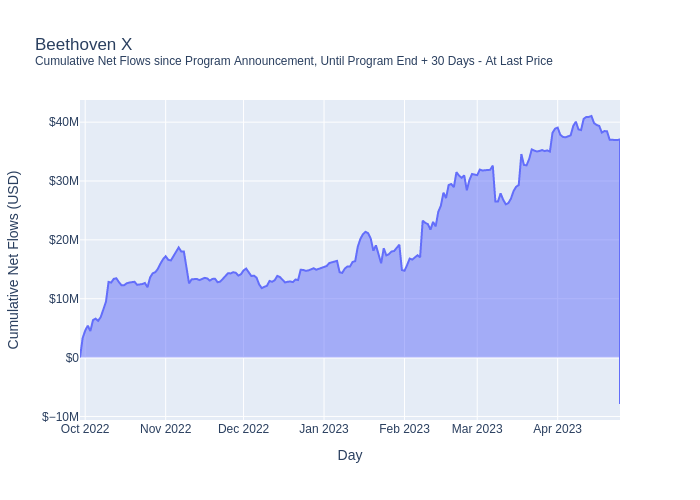 Beethoven X
Cumulative Net Flows since Program Announcement, Until Program End + 30 Days - At Last Price
Cumulative Net Flows (USD)
$40M
$30M
$20M
$10M
$0
$−10M
Oct 2022
Nov 2022
Dec 2022
Jan 2023
Feb 2023
Mar 2023
Apr 2023
Day